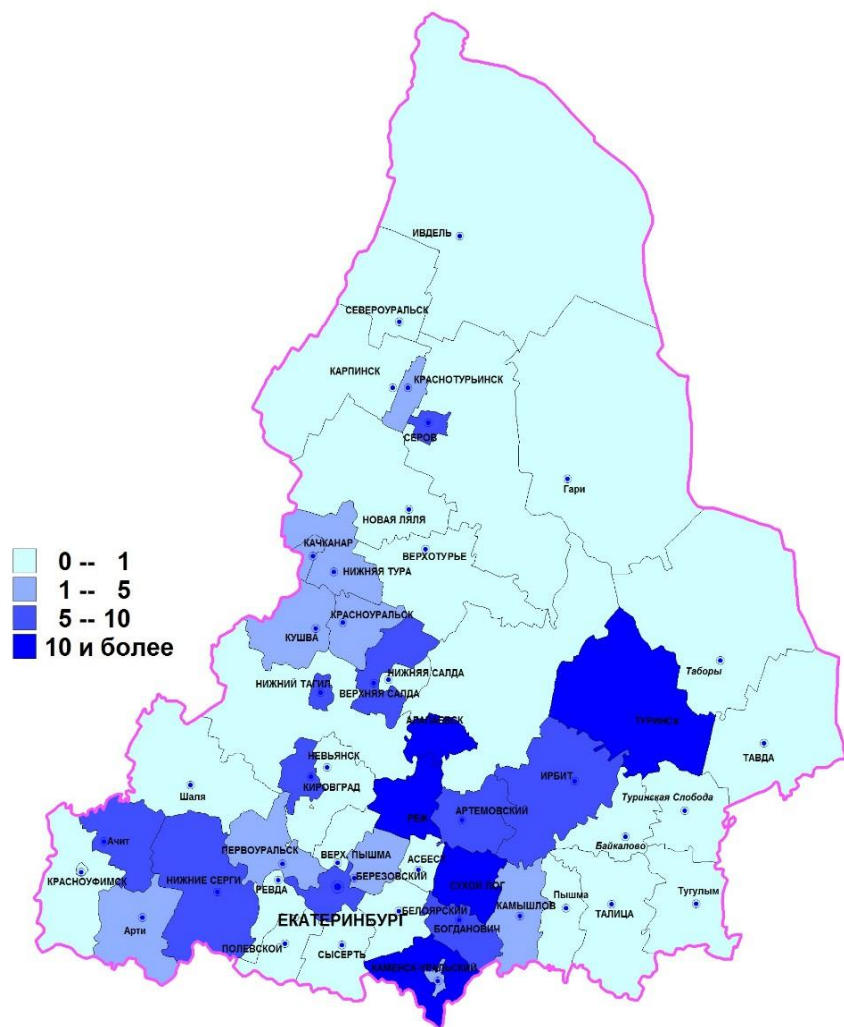 ИВДЕЛЬ
СЕВЕРОУРАЛЬСК
КАРПИНСК
КРАСНОТУРЬИНСК
СЕРОВ
Гари
НОВАЯ ЛЯЛЯ
0 -- 1
1 -- 5
5 -- 10
10 и более
КАЧКАНАР
ВЕРХОТУРЬЕ
НИЖНЯЯ ТУРА
КРАСНОУРАЛЬСК
КУШВА
НИЖНЯЯ САЛДА
Таборы
НИЖНИЙ ТАГИЛ
ВЕРХНЯЯ САЛДА
АЛАПАЕВСК
ТУРИНСК
НЕВЬЯНСК
ТАВДА
ИРБИТ
Шаля
КИРОВГРАД
Туринская Слобода
РЕЖ
АРТЕМОВСКИЙ
Ачит
Байкалово
ПЕРВОУРАЛЬСК
ВЕРХ. ПЫШМА
АСБЕСТ
КРАСНОУФИМСК
НИЖНИЕ СЕРГИ
БЕРЕЗОВСКИЙ
СУХОЙ ЛОГ
РЕВДА
Пышма
Тугулым
КАМЫШЛОВ
ТАЛИЦА
БЕЛОЯРСКИЙ
ЕКАТЕРИНБУРГ
Арти
БОГДАНОВИЧ
ПОЛЕВСКОЙ
СЫСЕРТЬ
КАМЕНСК-УРАЛЬСКИЙ